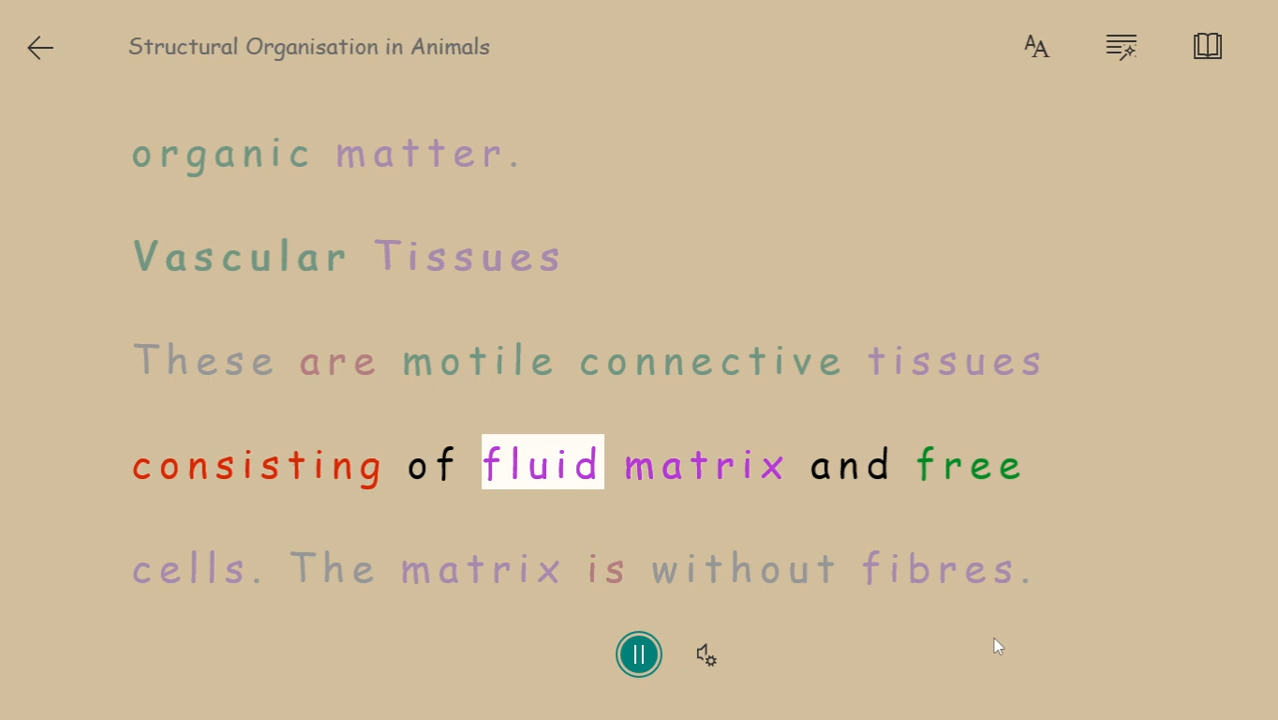 Structural Organisation in Animals
organic matter.
Vascular Tissues
These are motile connective tissues
consisting of fluid matrix and free
cells. The matrix is without fibres.